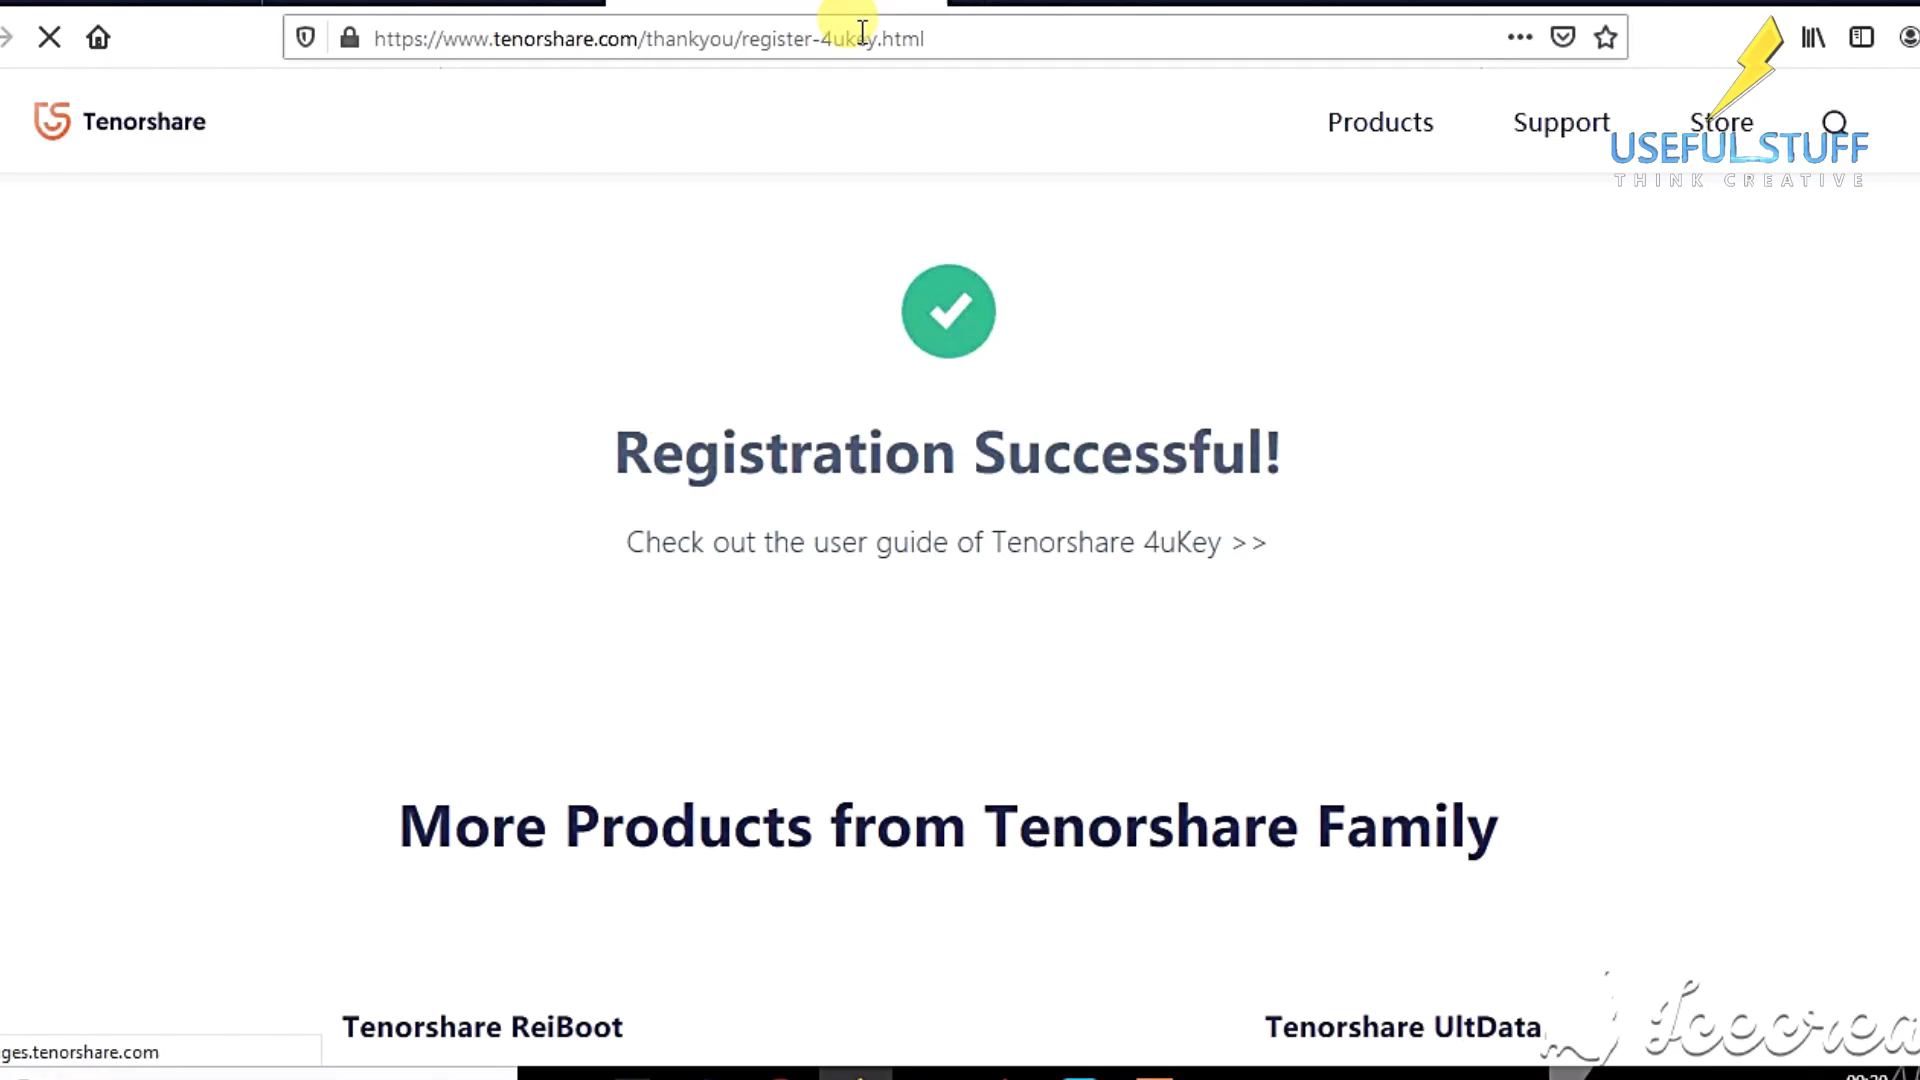 https://www.tenorshare.com/thankyou/register-4ukey.html
Tenorshare
Products
Support
Store
USEFUL STUFF
THINK CREATIVE
Registration Successful!
Check out the user guide of Tenorshare 4uKey >>
More Products from Tenorshare Family
Tenorshare ReiBoot
Tenorshare UltData
ges.tenorshare.com
Icecrea